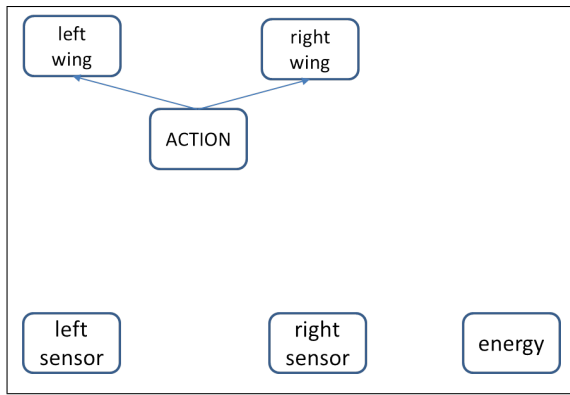 left
wing
right
wing
ACTION
left
sensor
right
sensor
energy